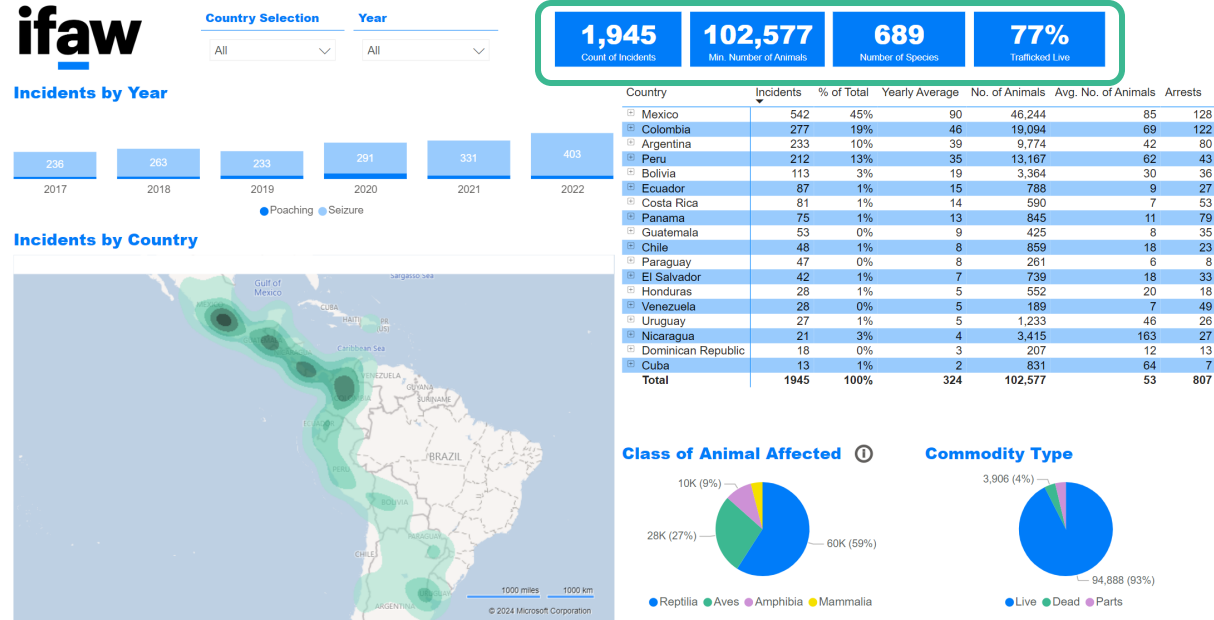 ifaw
Country Selection
Year
All
All
1,945
Count of Incidents
102,577
Min. Number of Animals
689
Number of Species
77%
Trafficked Live
Incidents by Year
236
263
233
291
331
403
2017
2018
2019
2020
2021
2022
Poaching Seizure
Incidents by Country
Sargasso Sea
Gulf of
Mexico
CUBA
HAITI
PR
(US)
Caribbean Sea
VENEZUELA
GUYANA
SURINAME
BRAZIL
PERU
BOLIVIA
PARAGUAY
CHILE
URUGUAY
ARGENTINA
1000 miles
1000 km
© 2024 Microsoft Corporation
Country Incidents % of Total Yearly Average No. of Animals Avg. No. of Animals Arrests
Mexico 542 45% 90 46,244 85 128
Colombia 277 19% 46 19,094 69 122
Argentina 233 10% 39 9,774 42 80
Peru 212 13% 35 13,167 62 43
Bolivia 113 3% 19 3,364 30 36
Ecuador 87 1% 15 788 9 27
Costa Rica 81 1% 14 590 7 53
Panama 75 1% 13 845 11 79
Guatemala 53 0% 9 425 8 35
Chile 48 1% 8 859 18 23
Paraguay 47 0% 8 261 6 8
El Salvador 42 1% 7 739 18 33
Honduras 28 1% 5 552 20 18
Venezuela 28 0% 5 189 7 49
Uruguay 27 1% 5 1,233 46 26
Nicaragua 21 3% 4 3,415 163 27
Dominican Republic 18 0% 3 207 12 13
Cuba 13 1% 2 831 64 7
Total 1945 100% 324 102,577 53 807
Class of Animal Affected
10K (9%)
28K (27%)
60K (59%)
Reptilia Aves Amphibia Mammalia
Commodity Type
3,906 (4%)
94,888 (93%)
Live Dead Parts